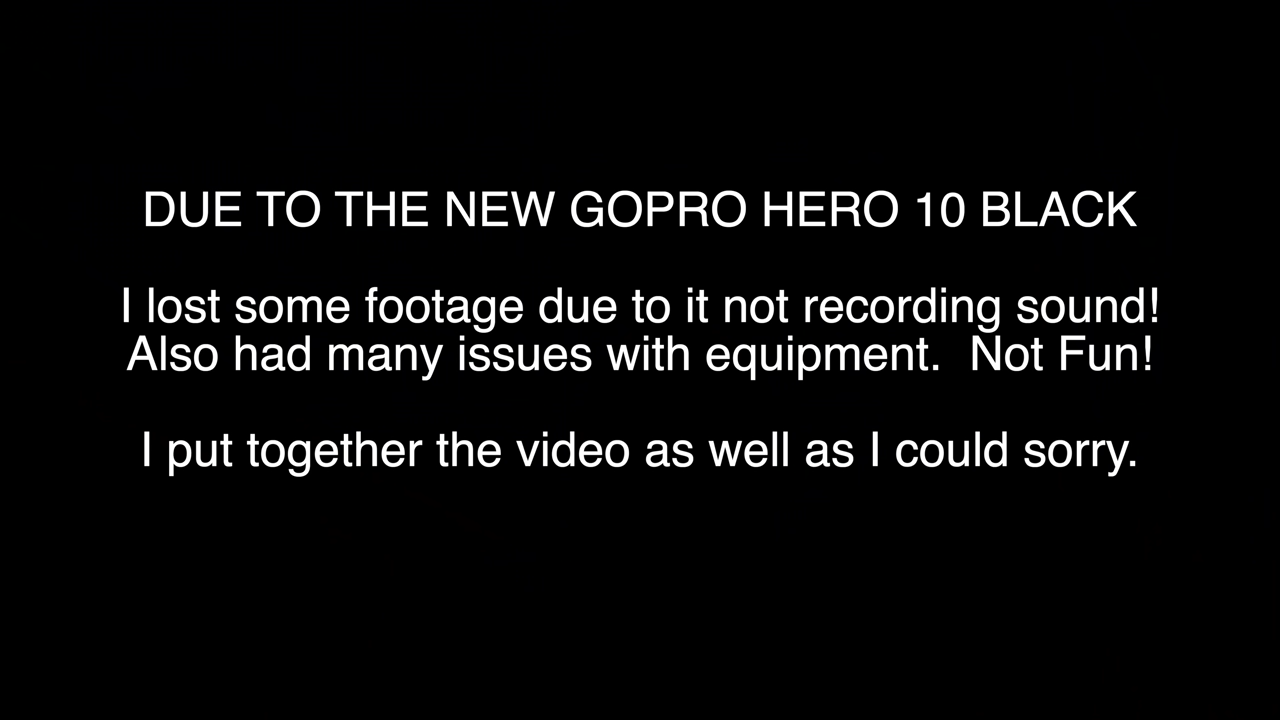 DUE TO THE NEW GOPRO HERO 10 BLACK
I lost some footage due to it not recording sound!
Also had many issues with equipment.  Not Fun!
I put together the video as well as I could sorry.